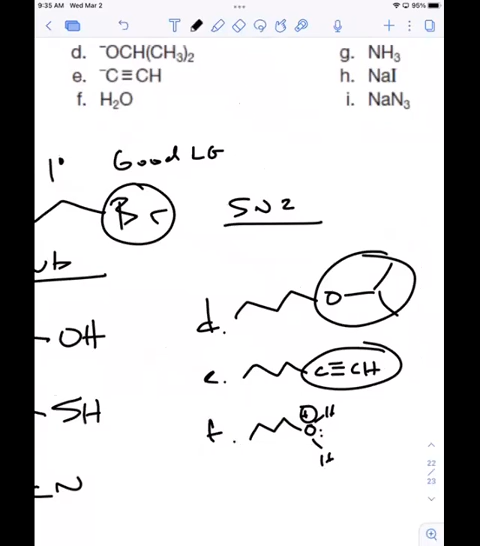 9:35 AM Wed Mar 2 95%
d. ⁻OCH(CH₃)₂ g. NH₃
e. ⁻C≡CH h. NaI
f. H₂O i. NaN₃
1° Good LG
Br SN2
ub
OH d. O
e. C≡CH
SH f. + H
O:
H
N
22
/
23